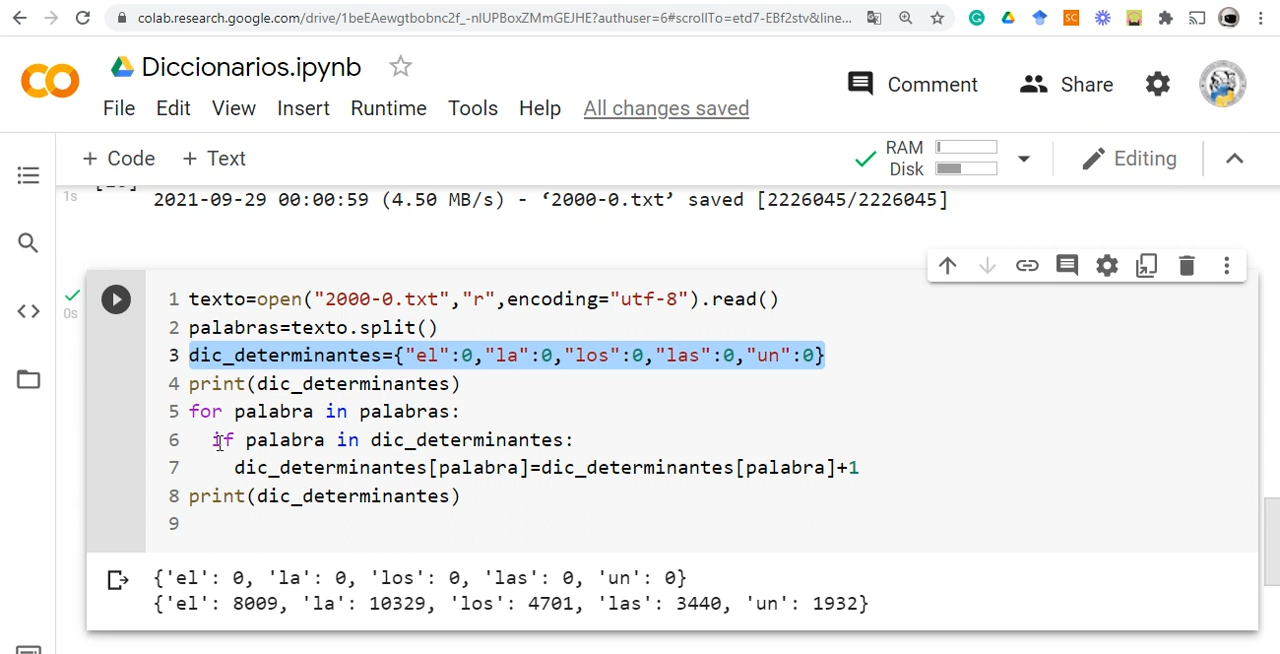 colab.research.google.com/drive/1beEAewgtbobnc2f_-nlUPBoxZMmGEJHE?authuser=6#scrollTo=etd7-EBf2stv&line...
SC
Diccionarios.ipynb
Comment
Share
File Edit View Insert Runtime Tools Help All changes saved
+ Code + Text
RAM
Disk
Editing
1s
2021-09-29 00:00:59 (4.50 MB/s) - ‘2000-0.txt’ saved [2226045/2226045]
0s
1 texto=open("2000-0.txt","r",encoding="utf-8").read()
2 palabras=texto.split()
3 dic_determinantes={"el":0,"la":0,"los":0,"las":0,"un":0}
4 print(dic_determinantes)
5 for palabra in palabras:
6 if palabra in dic_determinantes:
7 dic_determinantes[palabra]=dic_determinantes[palabra]+1
8 print(dic_determinantes)
9
{'el': 0, 'la': 0, 'los': 0, 'las': 0, 'un': 0}
{'el': 8009, 'la': 10329, 'los': 4701, 'las': 3440, 'un': 1932}